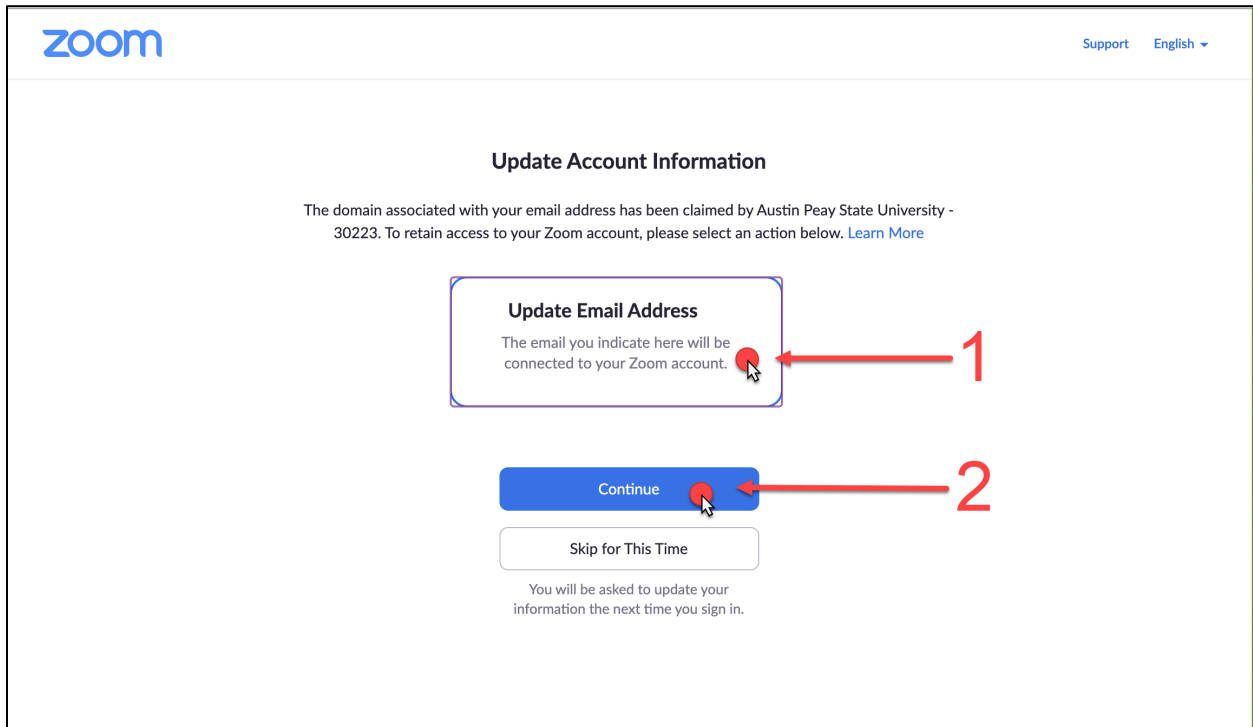 zoom
Support English
Update Account Information
The domain associated with your email address has been claimed by Austin Peay State University -
30223. To retain access to your Zoom account, please select an action below. Learn More
Update Email Address
The email you indicate here will be
connected to your Zoom account.
1
Continue
2
Skip for This Time
You will be asked to update your
information the next time you sign in.